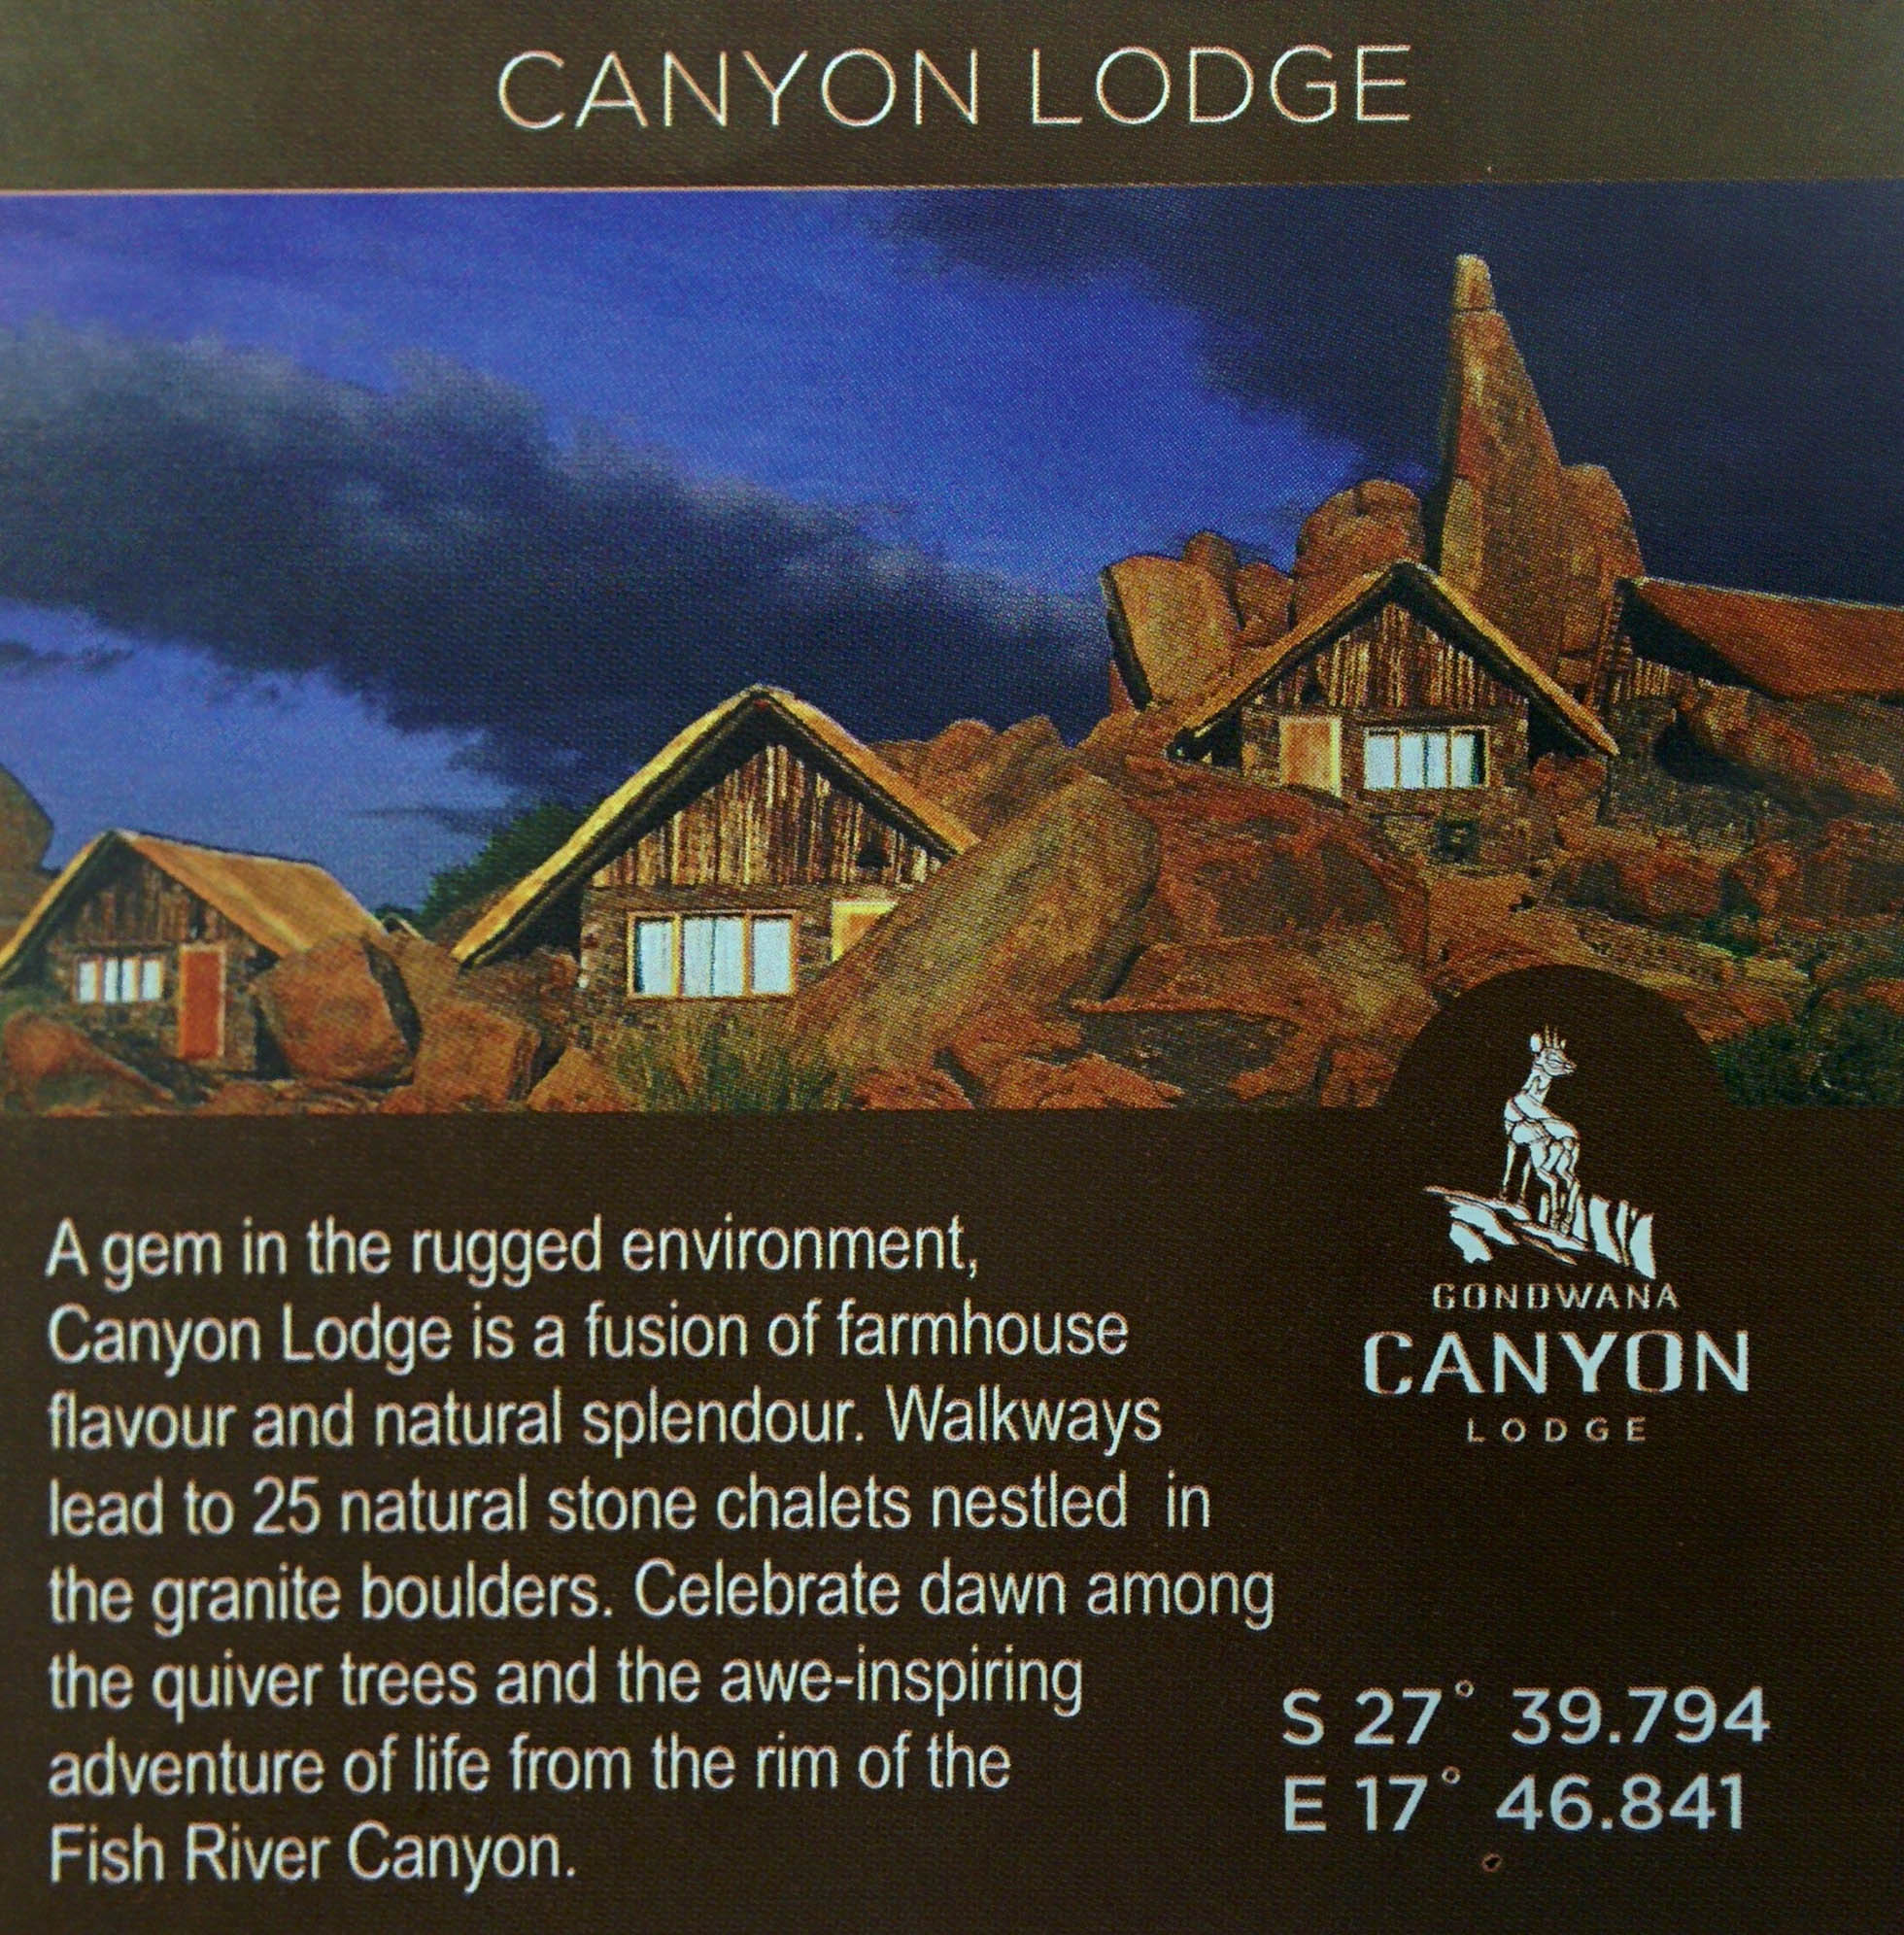 CANYON LODGE
A gem in the rugged environment,
Canyon Lodge is a fusion of farmhouse
flavour and natural splendour. Walkways
lead to 25 natural stone chalets nestled  in
the granite boulders. Celebrate dawn among
the quiver trees and the awe-inspiring
adventure of life from the rim of the
Fish River Canyon.
GONDWANA
CANYON
LODGE
S 27° 39.794
E 17° 46.841